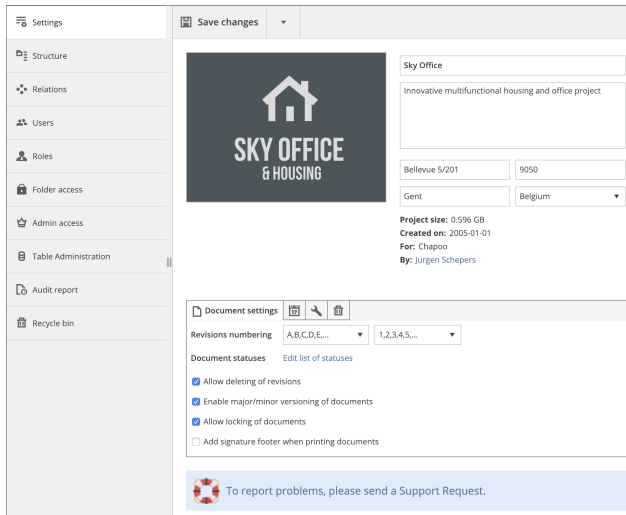 Settings
Structure
Relations
Users
Roles
Folder access
Admin access
Table Administration
Audit report
Recycle bin
Save changes
SKY OFFICE
& HOUSING
Sky Office
Innovative multifunctional housing and office project
Bellevue 5/201 9050
Gent Belgium
Project size: 0.596 GB
Created on: 2005-01-01
For: Chapoo
By: Jurgen Schepers
Document settings 17
Revisions numbering A,B,C,D,E,... 1,2,3,4,5,...
Document statuses Edit list of statuses
Allow deleting of revisions
Enable major/minor versioning of documents
Allow locking of documents
Add signature footer when printing documents
To report problems, please send a Support Request.